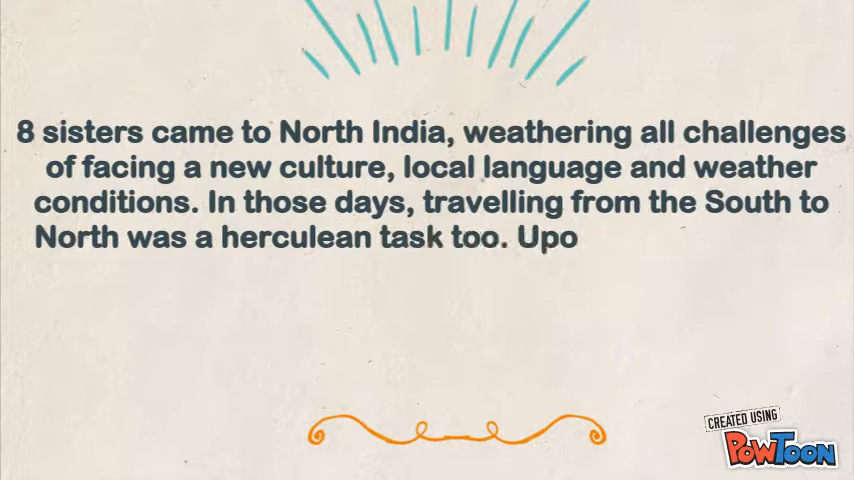 8 sisters came to North India, weathering all challenges
of facing a new culture, local language and weather
conditions. In those days, travelling from the South to
North was a herculean task too. Upo
CREATED USING
POWTOON